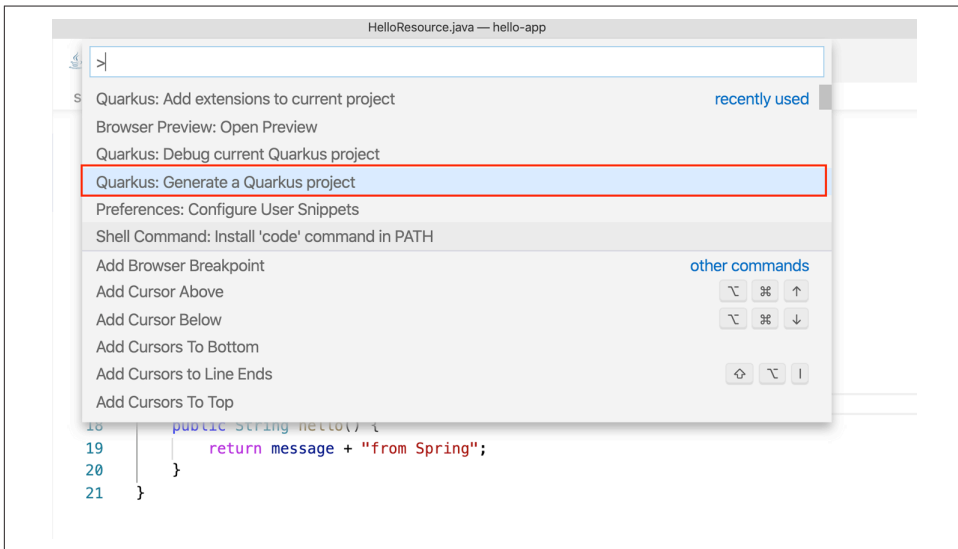 HelloResource.java — hello-app
>
S
Quarkus: Add extensions to current project recently used
Browser Preview: Open Preview
Quarkus: Debug current Quarkus project
Quarkus: Generate a Quarkus project
Preferences: Configure User Snippets
Shell Command: Install 'code' command in PATH
Add Browser Breakpoint other commands
Add Cursor Above ⌥ ⌘ ↑
Add Cursor Below ⌥ ⌘ ↓
Add Cursors To Bottom
Add Cursors to Line Ends ⇧ ⌥ I
Add Cursors To Top
18 public String hello() {
19 return message + "from Spring";
20 }
21 }